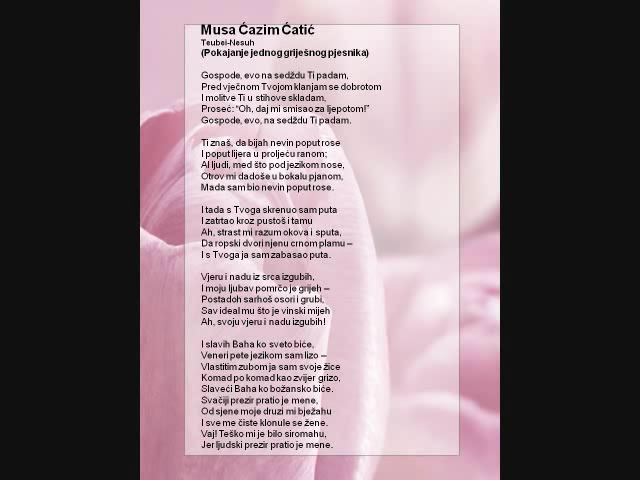 Musa Ćazim Ćatić
Teubei-Nesuh
(Pokajanje jednog griješnog pjesnika)
Gospode, evo na sedždu Ti padam,
Pred vječnom Tvojom klanjam se dobrotom
I molitve Ti u stihove skladam,
Proseć: "Oh, daj mi smisao za ljepotom!"
Gospode, evo, na sedždu Ti padam.
Ti znaš, da bijah nevin poput rose
I poput lijera u proljeću ranom;
Al ljudi, med što pod jezikom nose,
Otrov mi dadoše u bokalu pjanom,
Mada sam bio nevin poput rose.
I tada s Tvoga skrenuo sam puta
I zatrtao kroz pustoš i tamu
Ah, strast mi razum okova i sputa,
Da ropski dvori njenu crnom plamu –
I s Tvoga ja sam zabasao puta.
Vjeru i nadu iz srca izgubih,
I moju ljubav pomrčo je grijeh –
Postadoh sarhoš osori i grubi,
Sav ideal mu što je vinski mijeh
Ah, svoju vjeru i nadu izgubih!
I slavih Baha ko sveto biće,
Veneri pete jezikom sam lizo –
Vlastitim zubom ja sam svoje žice
Komad po komad kao zvijer grizo,
Slaveći Baha ko božansko biće.
Svačiji prezir pratio je mene,
Od sjene moje druzi mi bježahu
I sve me čiste klonule se žene.
Vaj! Teško mi je bilo siromahu,
Jer ljudski prezir pratio je mene.